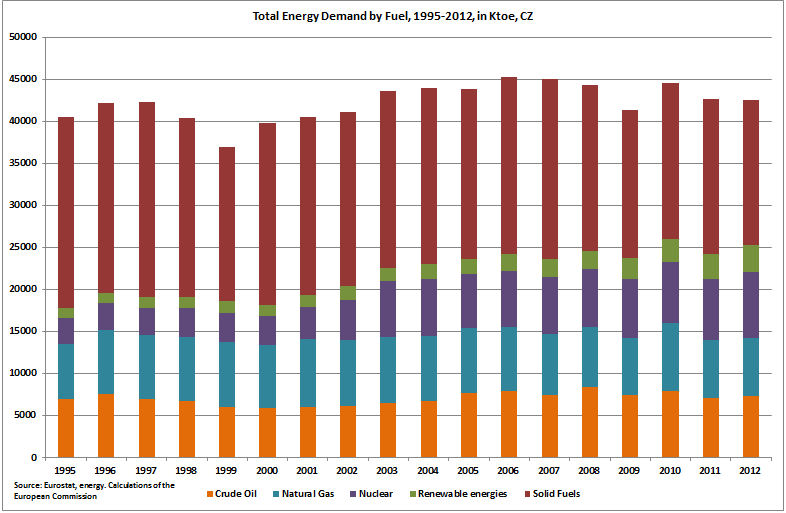 Total Energy Demand by Fuel, 1995-2012, in Ktoe, CZ
50000
45000
40000
35000
30000
25000
20000
15000
10000
5000
0
1995 1996 1997 1998 1999 2000 2001 2002 2003 2004 2005 2006 2007 2008 2009 2010 2011 2012
Source: Eurostat, energy. Calculations of the
European Commission
Crude Oil Natural Gas Nuclear Renewable energies Solid Fuels